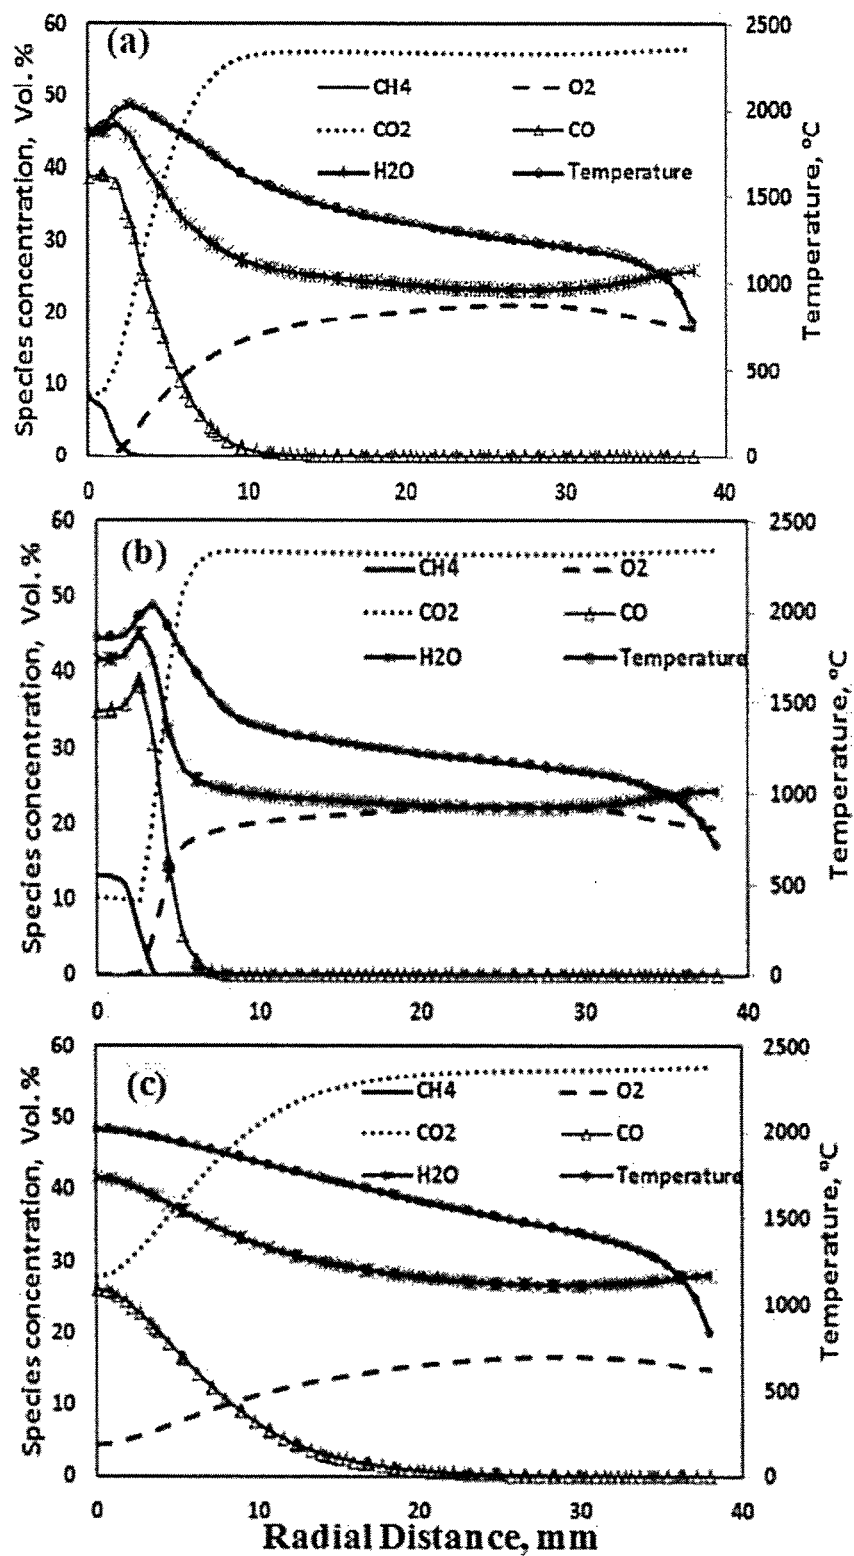 (a)
Species concentration, Vol. %
Temperature, ºC
60
50
40
30
20
10
0
2500
2000
1500
1000
500
0
CH4
O2
CO2
CO
H2O
Temperature
0 10 20 30 40
(b)
Species concentration, Vol. %
Temperature, ºC
60
50
40
30
20
10
0
2500
2000
1500
1000
500
0
CH4
O2
CO2
CO
H2O
Temperature
0 10 20 30 40
(c)
Species concentration, Vol. %
Temperature, ºC
60
50
40
30
20
10
0
2500
2000
1500
1000
500
0
CH4
O2
CO2
CO
H2O
Temperature
0 10 20 30 40
Radial Distance, mm